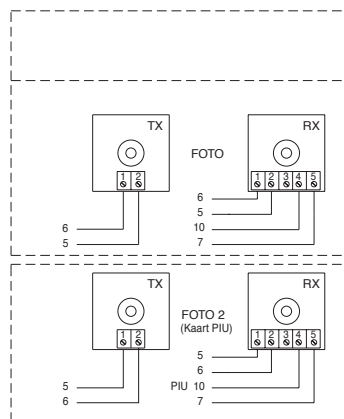 TX FOTO RX
1 2 1 2 3 4 5
6
5
6 10
5 7
TX RX
FOTO 2
(Kaart PIU)
1 2 1 2 3 4 5
5
6
5 PIU 10
6 7